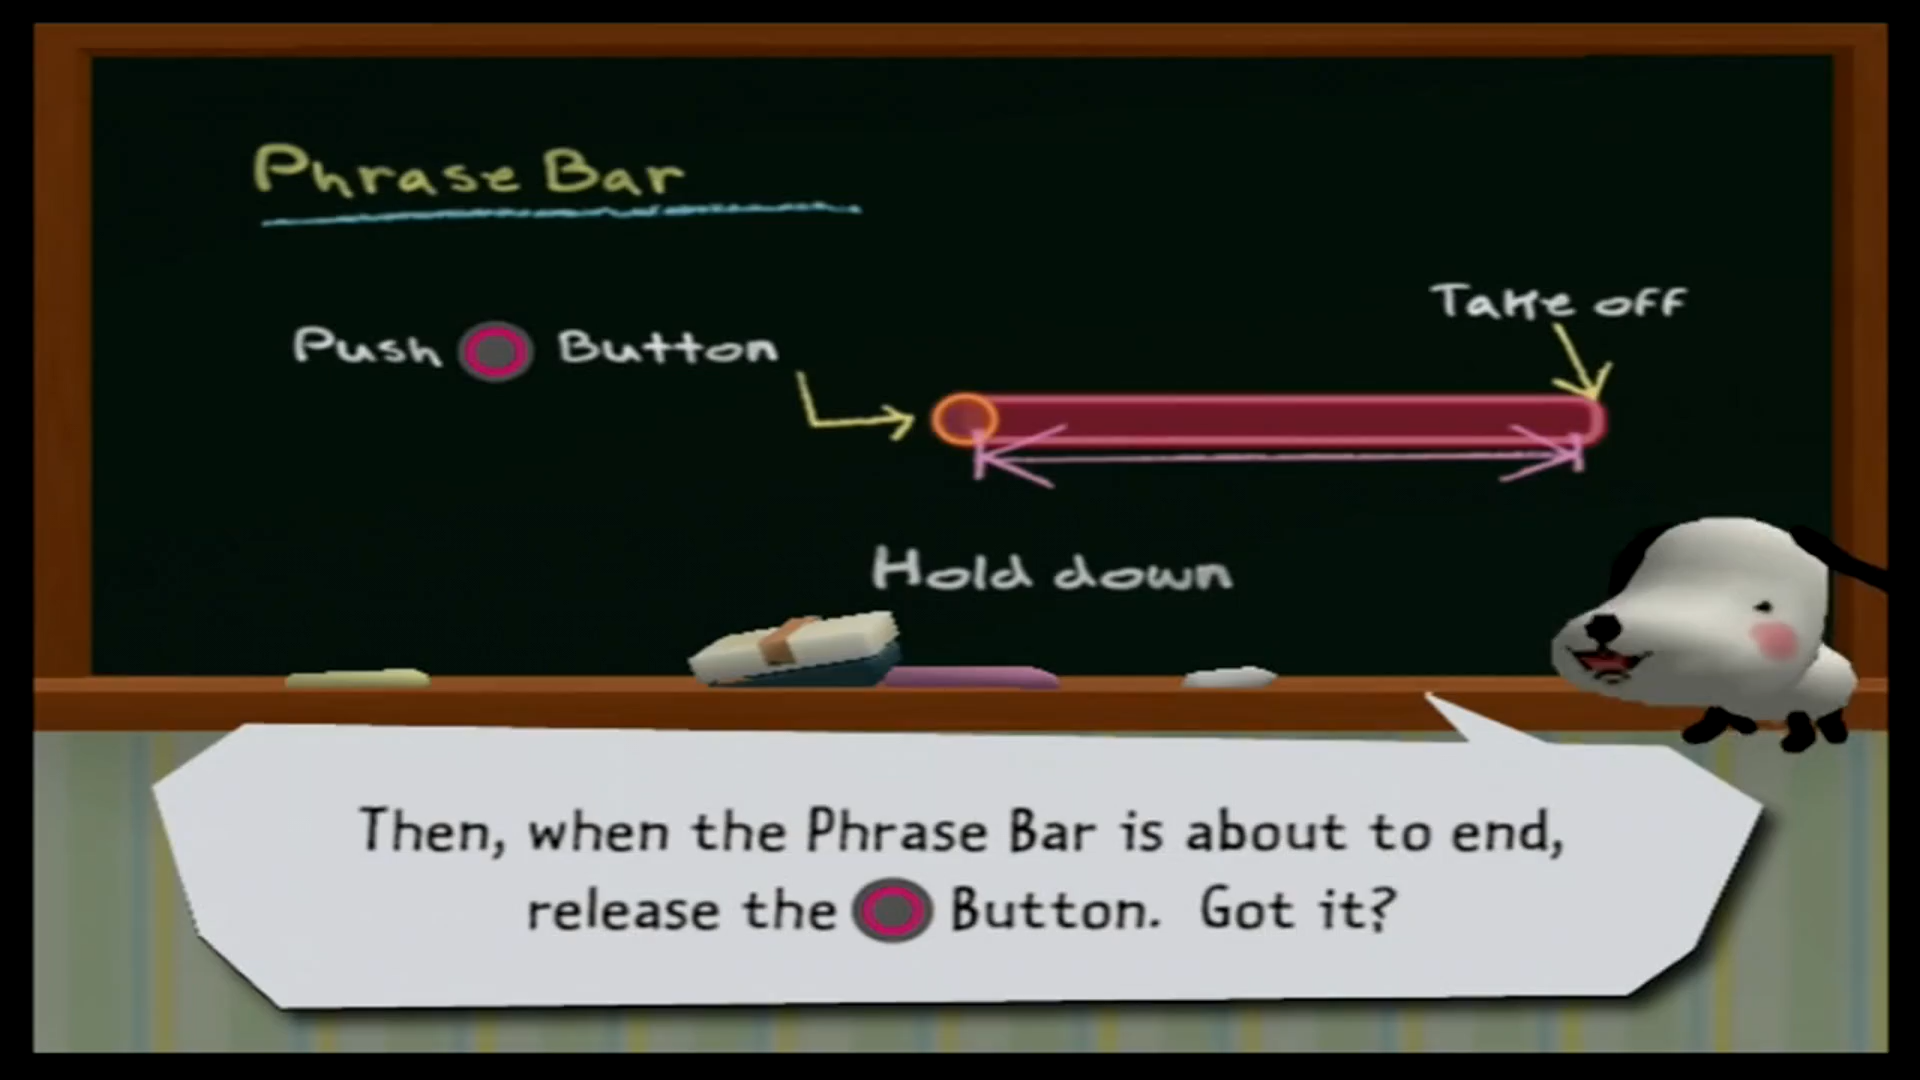 Phrase Bar
Take off
Push Button
Hold down
Then, when the Phrase Bar is about to end,
release the Button. Got it?